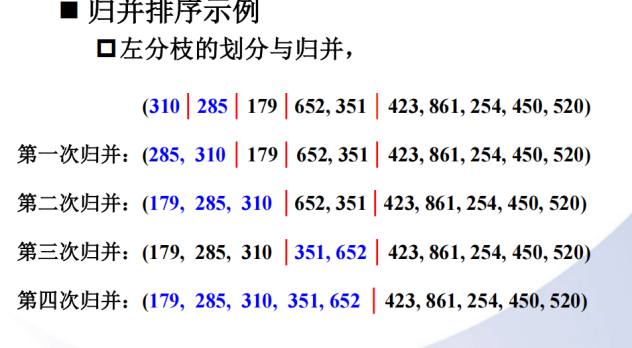 ■ 归并排序示例
□左分枝的划分与归并，
(310│285│179│652, 351│423, 861, 254, 450, 520)
第一次归并：(285, 310│179│652, 351│423, 861, 254, 450, 520)
第二次归并：(179, 285, 310│652, 351│423, 861, 254, 450, 520)
第三次归并：(179, 285, 310│351, 652│423, 861, 254, 450, 520)
第四次归并：(179, 285, 310, 351, 652│423, 861, 254, 450, 520)